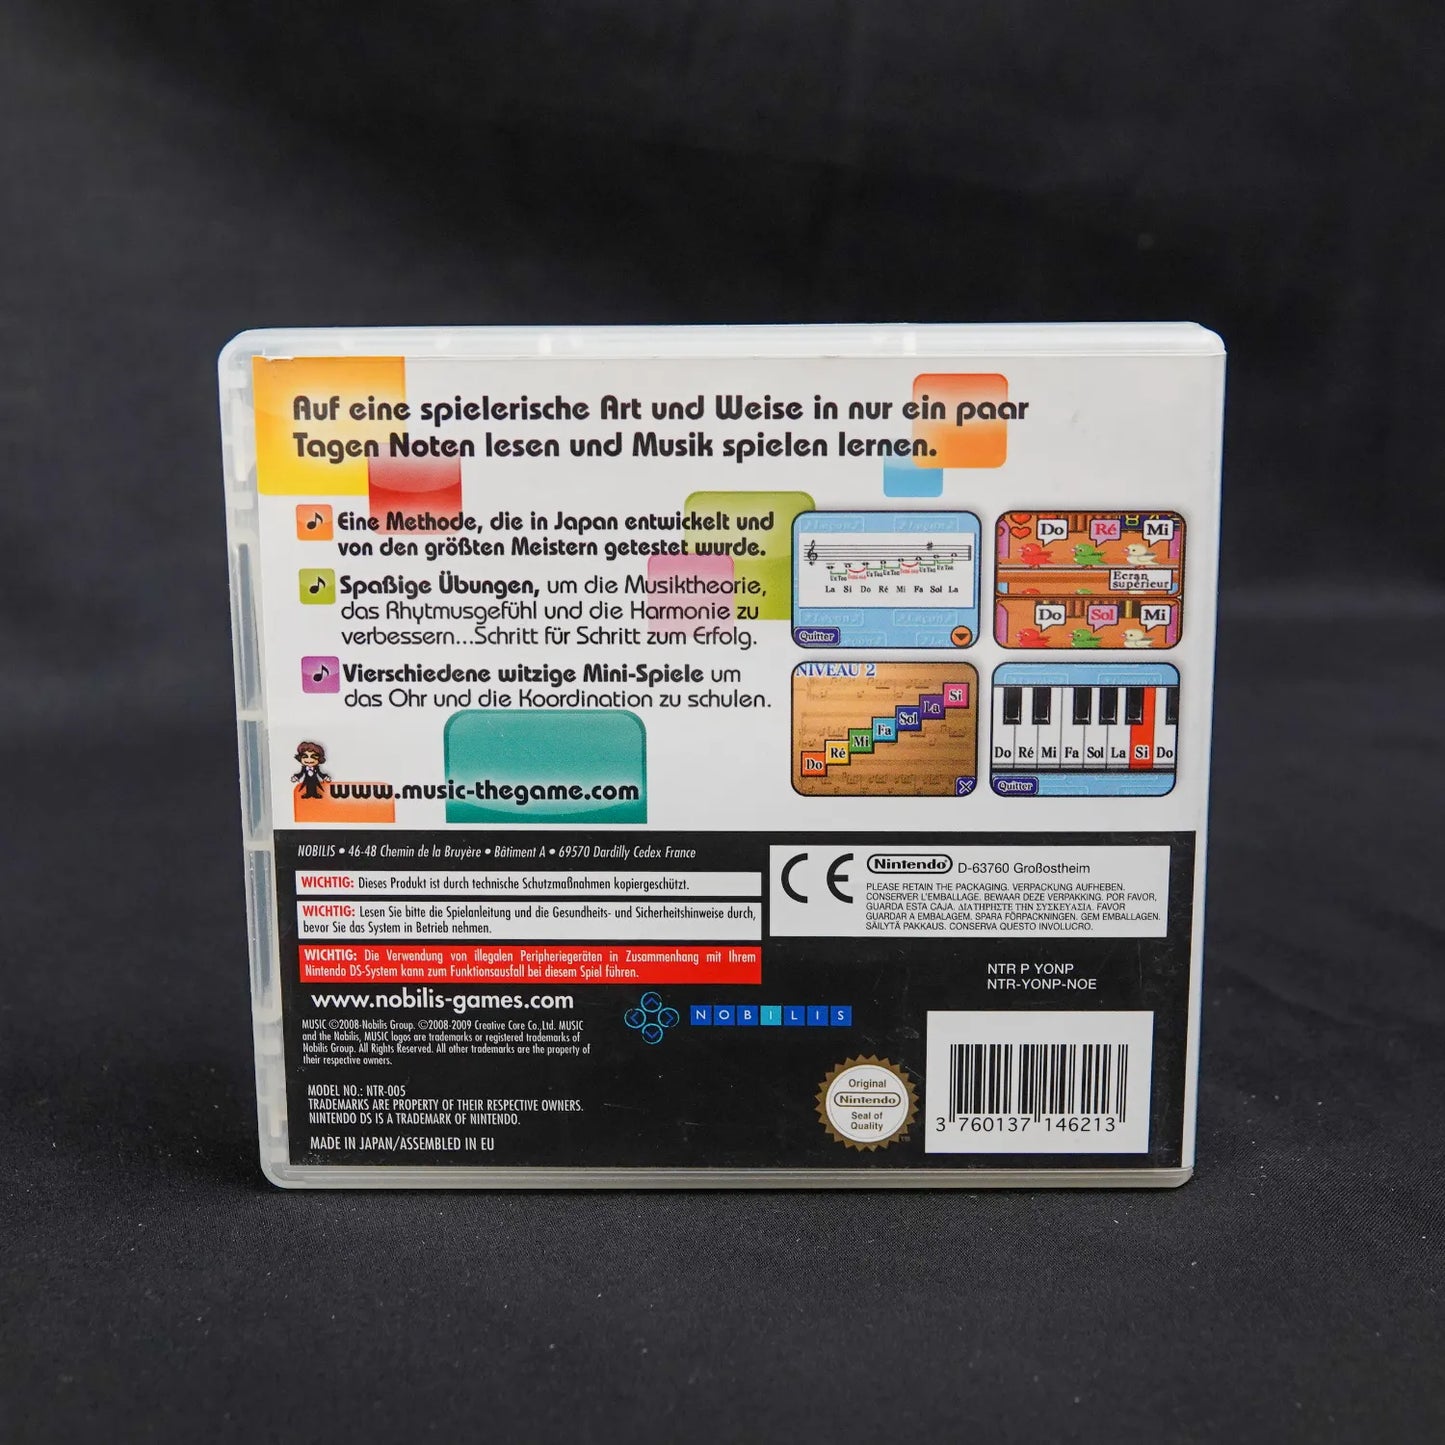 Auf eine spielerische Art und Weise in nur ein paar
Tagen Noten lesen und Musik spielen lernen.
Eine Methode, die in Japan entwickelt und
von den größten Meistern getestet wurde.
Spaßige Übungen, um die Musiktheorie,
das Rhytmusgefühl und die Harmonie zu
verbessern...Schritt für Schritt zum Erfolg.
Vierschiedene witzige Mini-Spiele um
das Ohr und die Koordination zu schulen.
www.music-thegame.com
La Si Do Ré Mi Fa Sol La
Quitter
Do Ré Mi
Ecran
supérieur
Do Sol Mi
NIVEAU 2
Do Ré Mi Fa Sol La Si
X
Do Ré Mi Fa Sol La Si Do
Quitter
NOBILIS • 46-48 Chemin de la Bruyère • Bâtiment A • 69570 Dardilly Cedex France
WICHTIG: Dieses Produkt ist durch technische Schutzmaßnahmen kopiergeschützt.
WICHTIG: Lesen Sie bitte die Spielanleitung und die Gesundheits- und Sicherheitshinweise durch,
bevor Sie das System in Betrieb nehmen.
WICHTIG: Die Verwendung von illegalen Peripheriegeräten in Zusammenhang mit Ihrem
Nintendo DS-System kann zum Funktionsausfall bei diesem Spiel führen.
www.nobilis-games.com
NOBILIS
MUSIC ©2008-Nobilis Group. ©2008-2009 Creative Core Co.,Ltd. MUSIC
and the Nobilis, MUSIC logos are trademarks or registered trademarks of
Nobilis Group. All Rights Reserved. All other trademarks are the property of
their respective owners.
MODEL NO.: NTR-005
TRADEMARKS ARE PROPERTY OF THEIR RESPECTIVE OWNERS.
NINTENDO DS IS A TRADEMARK OF NINTENDO.
MADE IN JAPAN/ASSEMBLED IN EU
CE
Nintendo D-63760 Großostheim
PLEASE RETAIN THE PACKAGING. VERPACKUNG AUFHEBEN.
CONSERVER L'EMBALLAGE. BEWAAR DEZE VERPAKKING. POR FAVOR,
GUARDA ESTA CAJA. ΔΙΑΤΗΡΗΣΤΕ ΤΗΝ ΣΥΣΚΕΥΑΣΙΑ. FAVOR
GUARDAR A EMBALAGEM. SPARA FÖRPACKNINGEN. GEM EMBALLAGEN.
SÄILYTÄ PAKKAUS. CONSERVA QUESTO INVOLUCRO.
NTR P YONP
NTR-YONP-NOE
Original
Nintendo
Seal of
Quality
TM
3 760137 146213